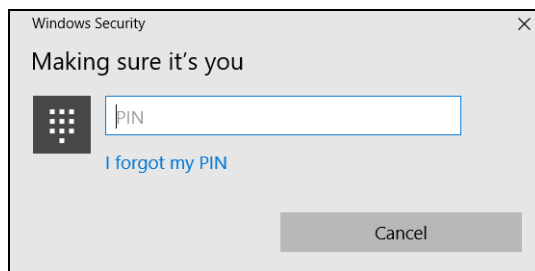 Windows Security
Making sure it's you
PIN
I forgot my PIN
Cancel